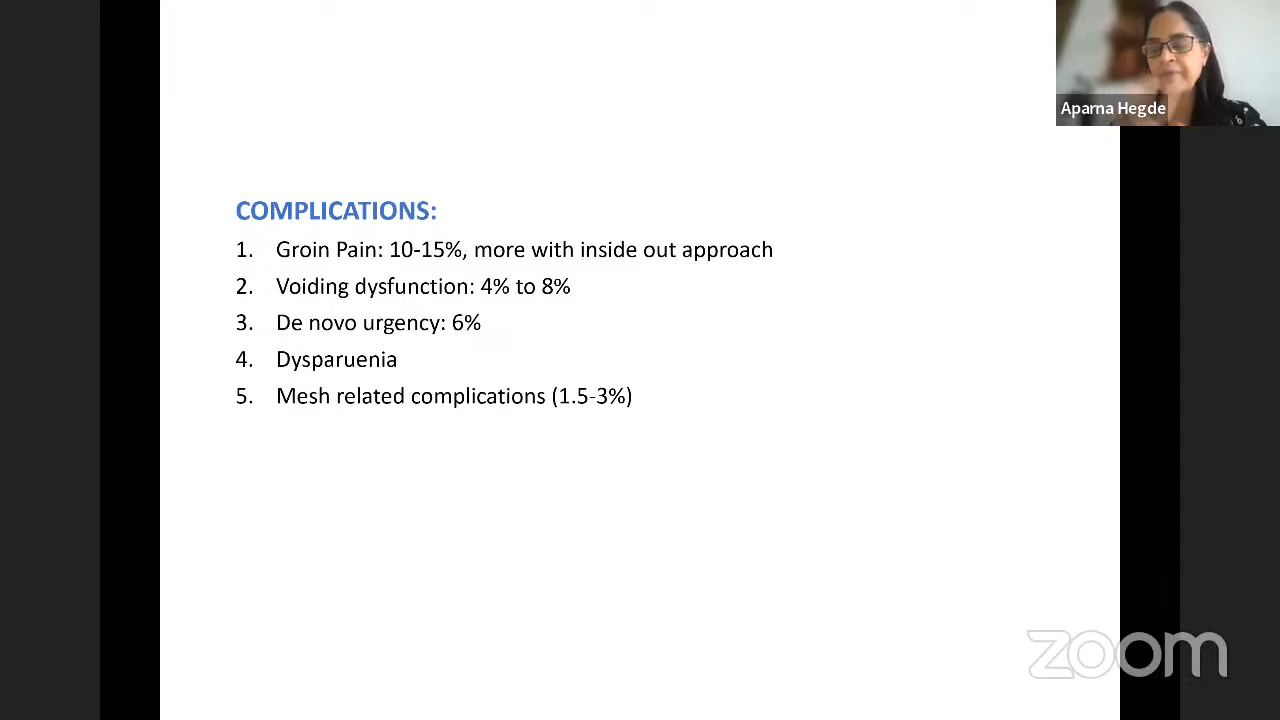 Aparna Hegde
COMPLICATIONS:
1. Groin Pain: 10-15%, more with inside out approach
2. Voiding dysfunction: 4% to 8%
3. De novo urgency: 6%
4. Dysparuenia
5. Mesh related complications (1.5-3%)
zoom